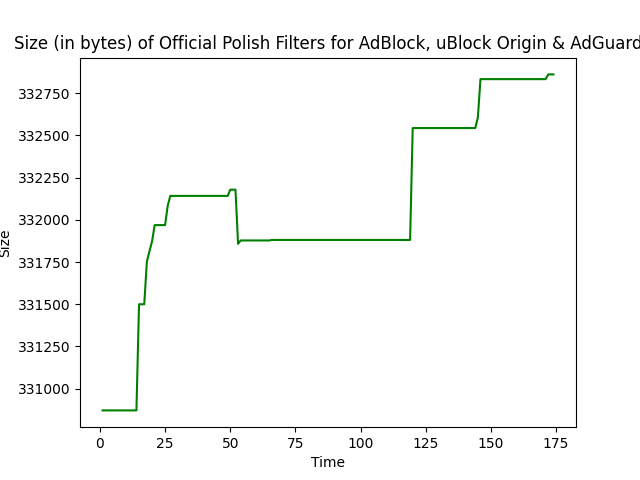 Size (in bytes) of Official Polish Filters for AdBlock, uBlock Origin & AdGuard
332750
332500
332250
332000
331750
331500
331250
331000
Size
0 25 50 75 100 125 150 175
Time